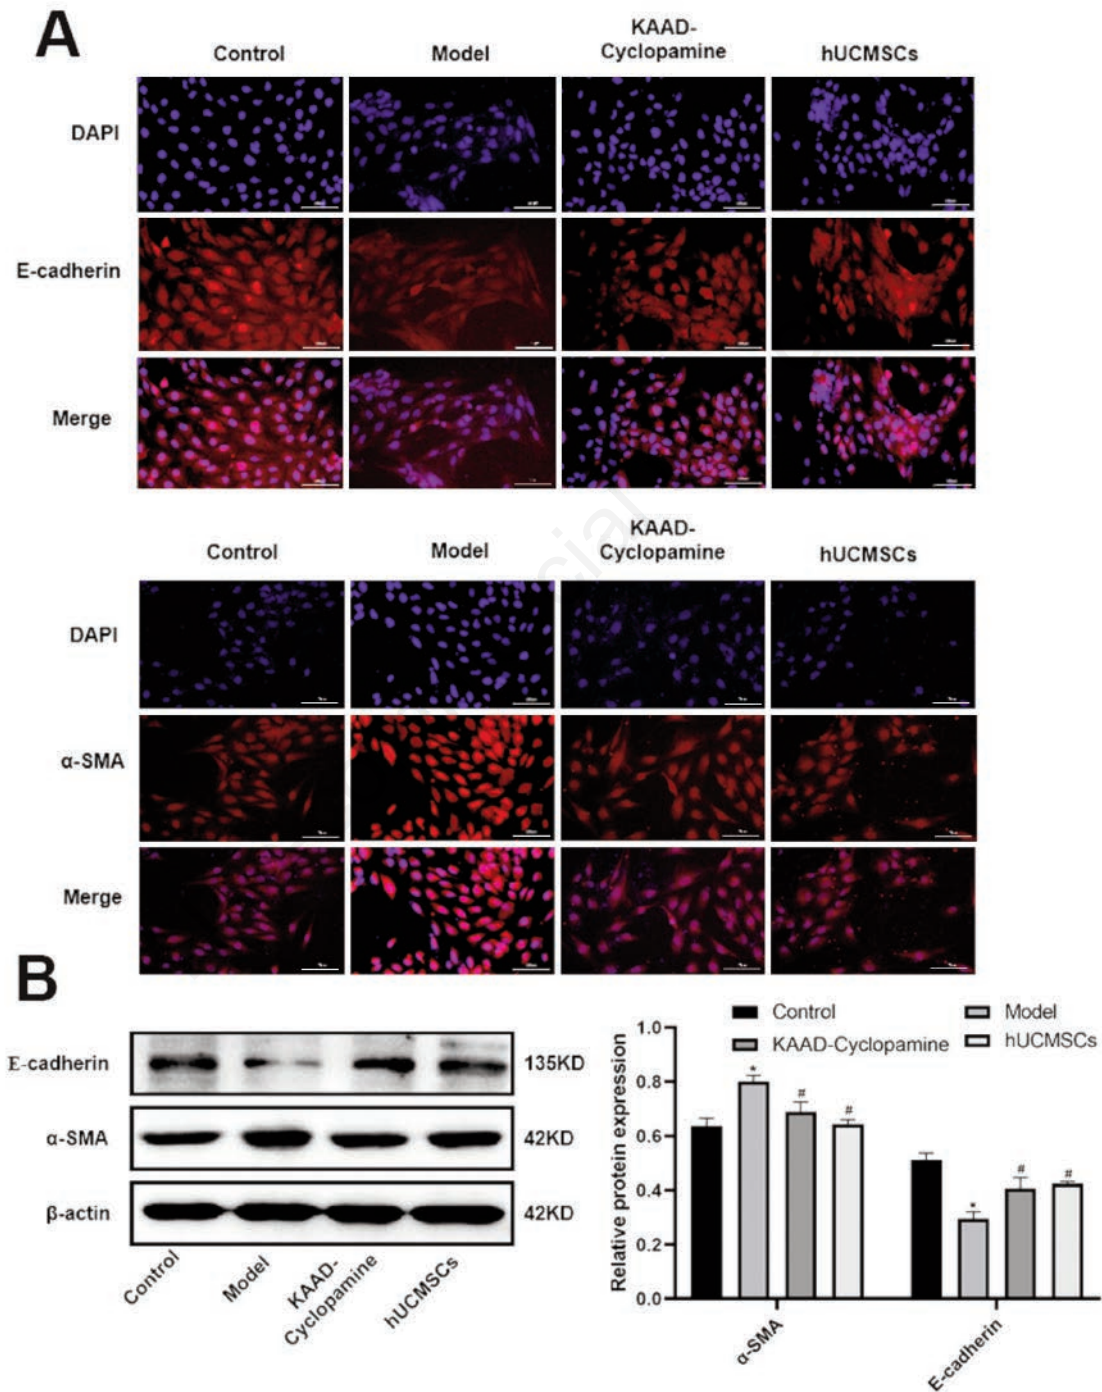 A
Control
Model
KAAD-
Cyclopamine
hUCMSCs
DAPI
E-cadherin
Merge
cial
Control
Model
KAAD-
Cyclopamine
hUCMSCs
DAPI
α-SMA
Merge
B
E-cadherin
135KD
α-SMA
42KD
β-actin
42KD
Control
Model
KAAD-
Cyclopamine
hUCMSCs
Control
Model
KAAD-Cyclopamine
hUCMSCs
Relative protein expression
1.0
0.8
0.6
0.4
0.2
0.0
*
#
#
*
#
#
α-SMA
E-cadherin